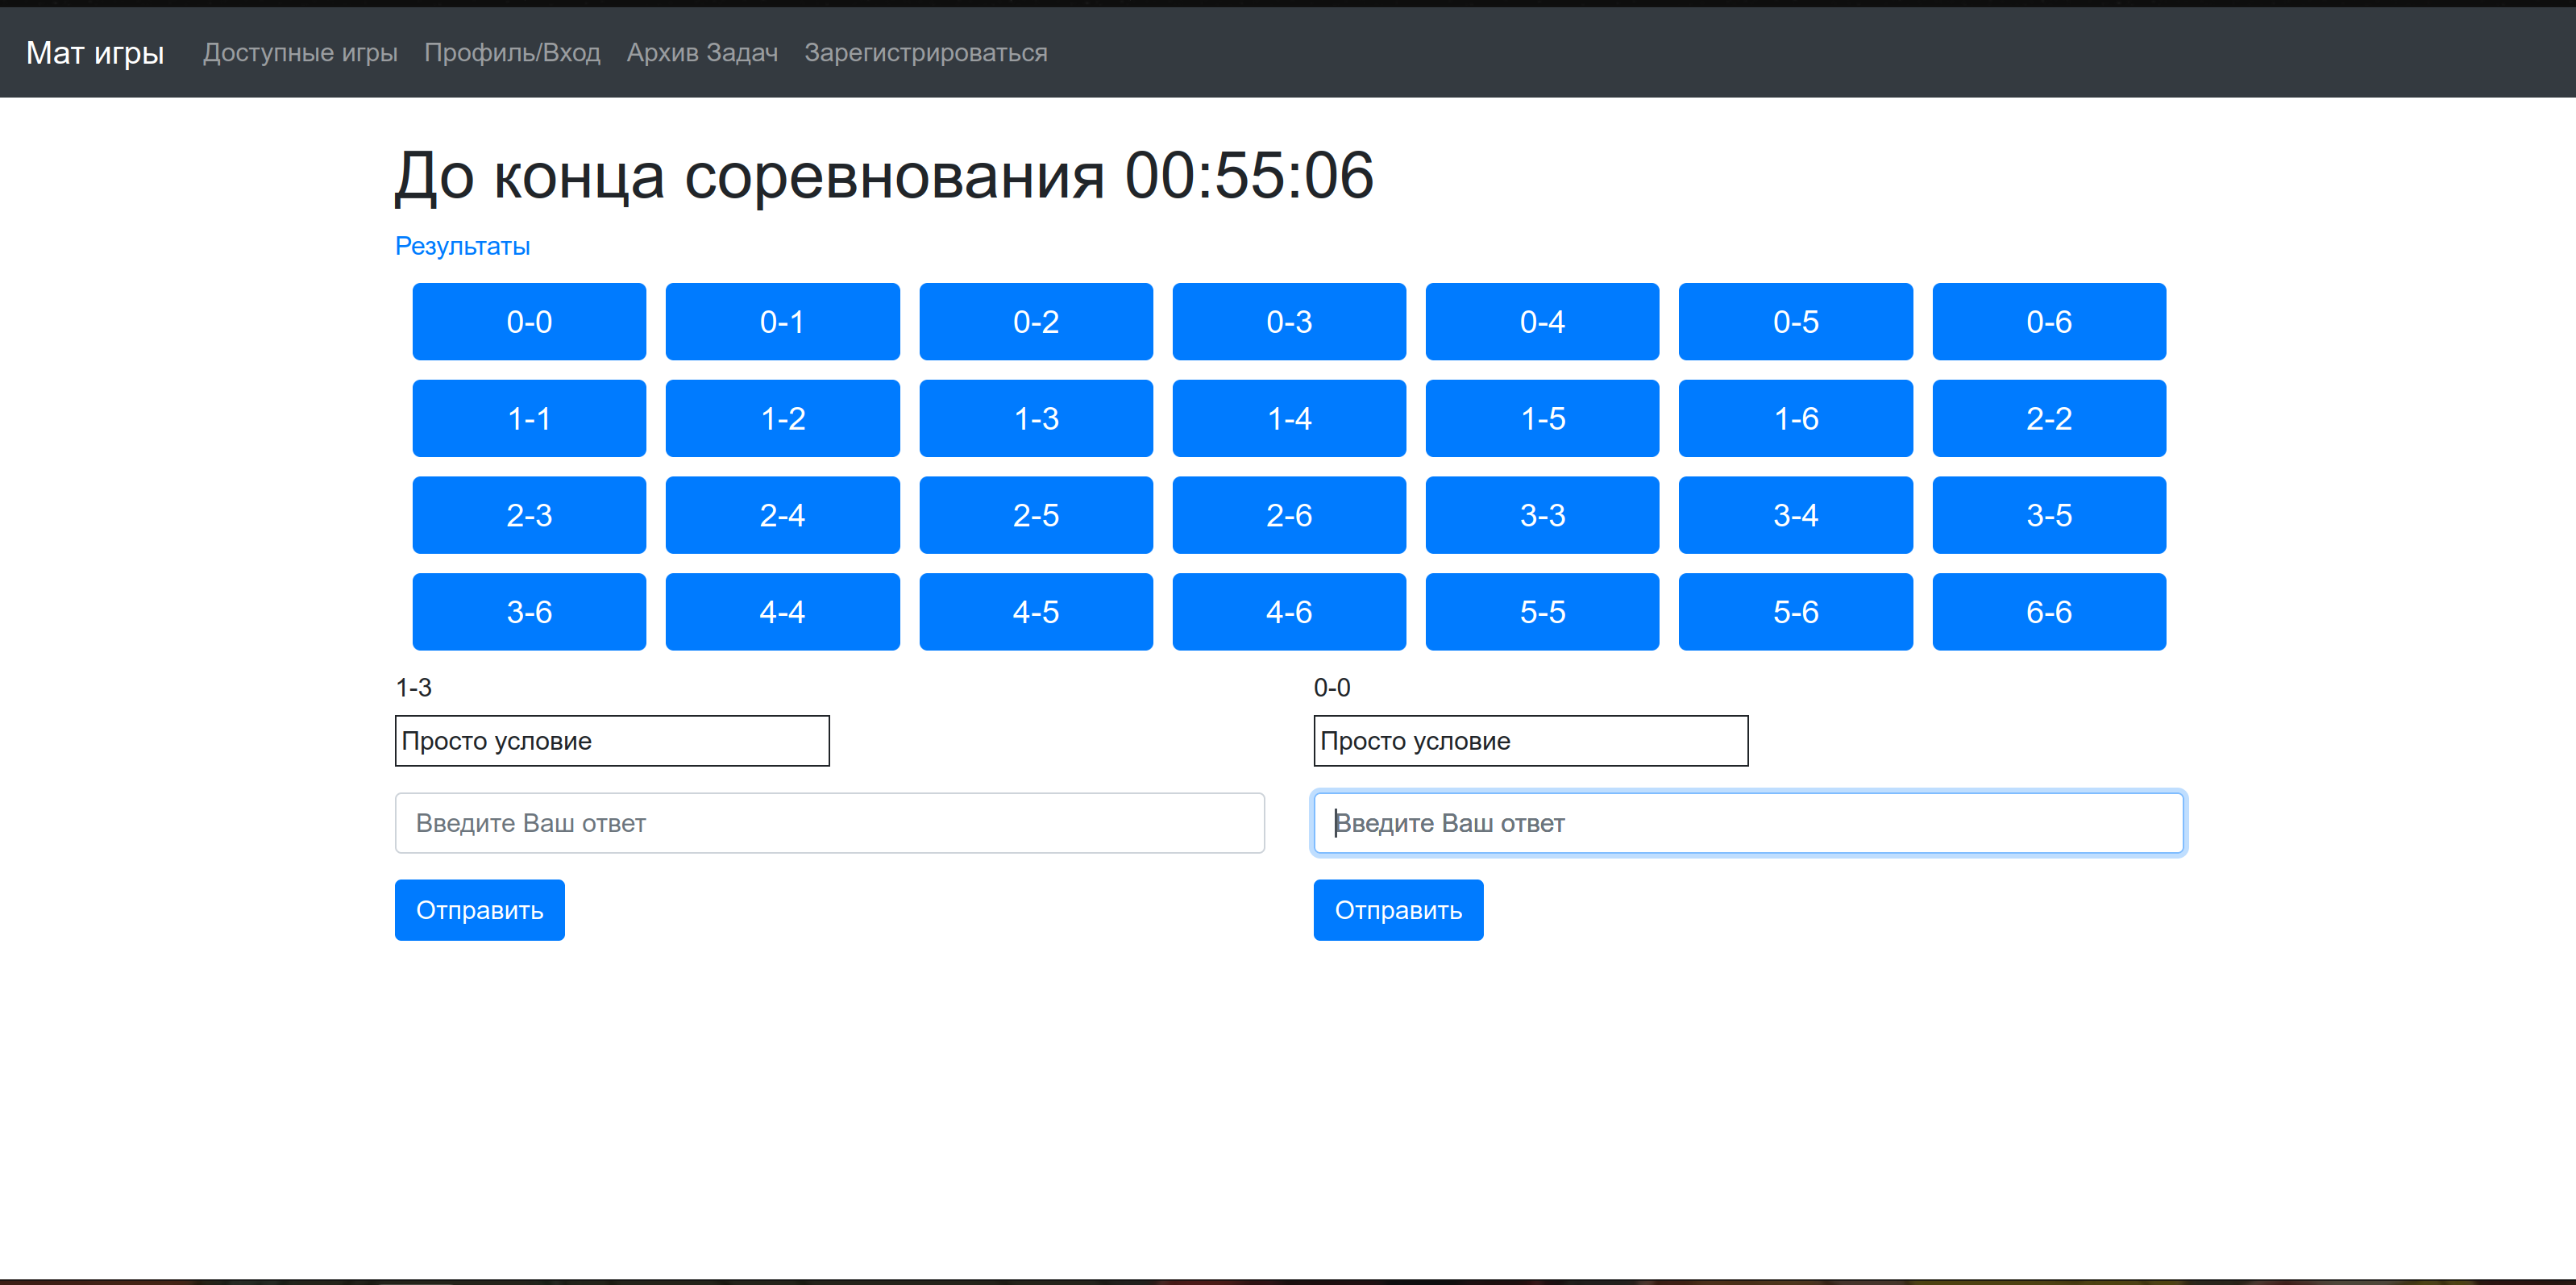 Мат игры Доступные игры Профиль/Вход Архив Задач Зарегистрироваться
До конца соревнования 00:55:06
Результаты
0-0 0-1 0-2 0-3 0-4 0-5 0-6
1-1 1-2 1-3 1-4 1-5 1-6 2-2
2-3 2-4 2-5 2-6 3-3 3-4 3-5
3-6 4-4 4-5 4-6 5-5 5-6 6-6
1-3 0-0
Просто условие Просто условие
Введите Ваш ответ Введите Ваш ответ
Отправить Отправить